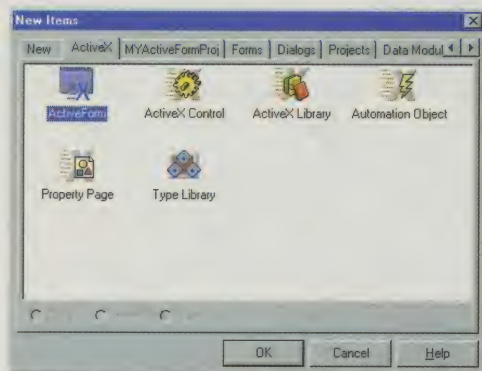 New Items
New ActiveX MYActiveFormProj Forms Dialogs Projects Data Modul
ActiveForm ActiveX Control ActiveX Library Automation Object
Property Page Type Library
OK Cancel Help